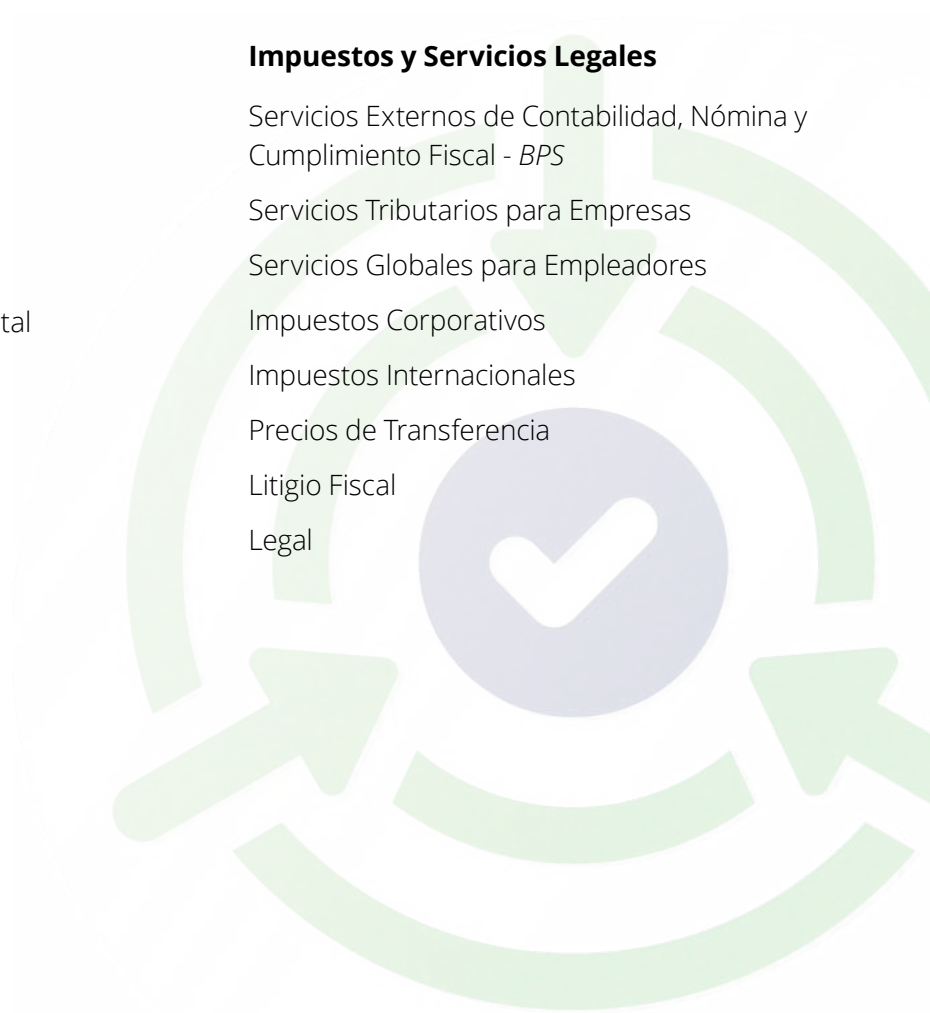 Impuestos y Servicios Legales
Servicios Externos de Contabilidad, Nómina y
Cumplimiento Fiscal - BPS
Servicios Tributarios para Empresas
Servicios Globales para Empleadores
tal
Impuestos Corporativos
Impuestos Internacionales
Precios de Transferencia
Litigio Fiscal
Legal